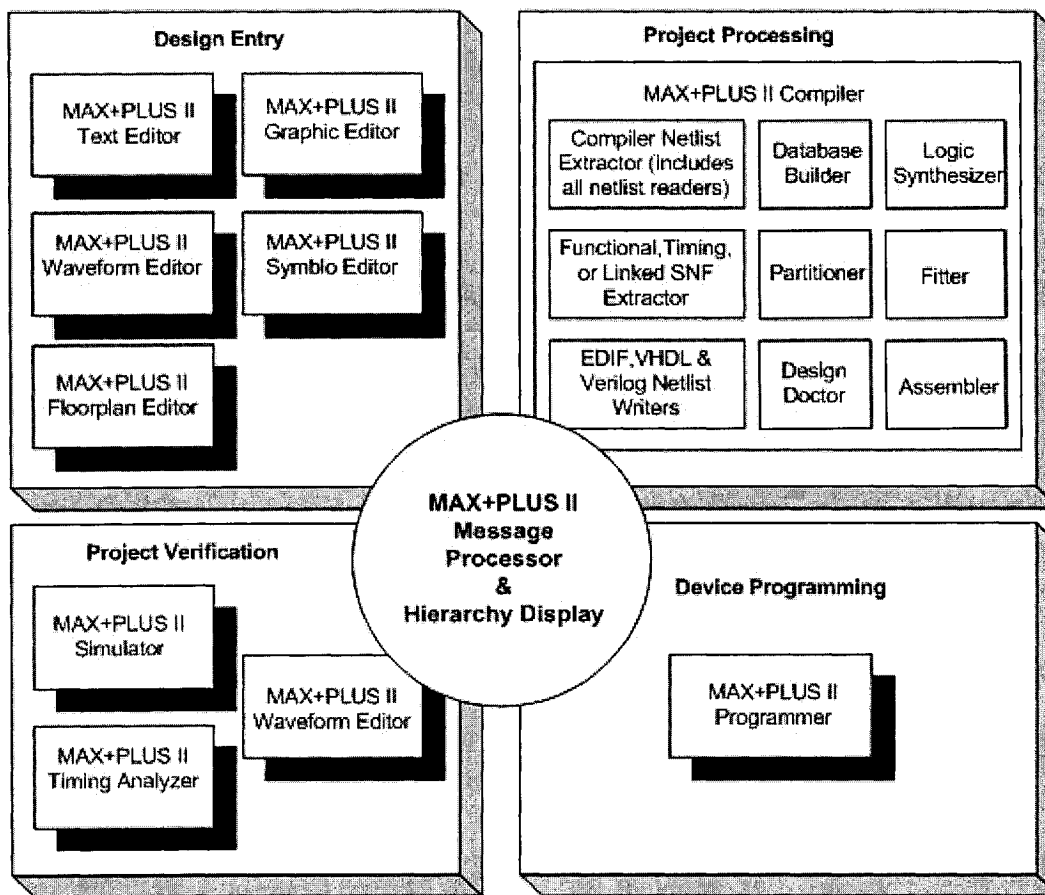 Design Entry
MAX+PLUS II
Text Editor
MAX+PLUS II
Graphic Editor
MAX+PLUS II
Waveform Editor
MAX+PLUS II
Symblo Editor
MAX+PLUS II
Floorplan Editor
Project Processing
MAX+PLUS II Compiler
Compiler Netlist
Extractor (includes
all netlist readers)
Database
Builder
Logic
Synthesizer
Functional,Timing,
or Linked SNF
Extractor
Partitioner
Fitter
EDIF,VHDL &
Verilog Netlist
Writers
Design
Doctor
Assembler
MAX+PLUS II
Message
Processor
&
Hierarchy Display
Project Verification
MAX+PLUS II
Simulator
MAX+PLUS II
Waveform Editor
MAX+PLUS II
Timing Analyzer
Device Programming
MAX+PLUS II
Programmer